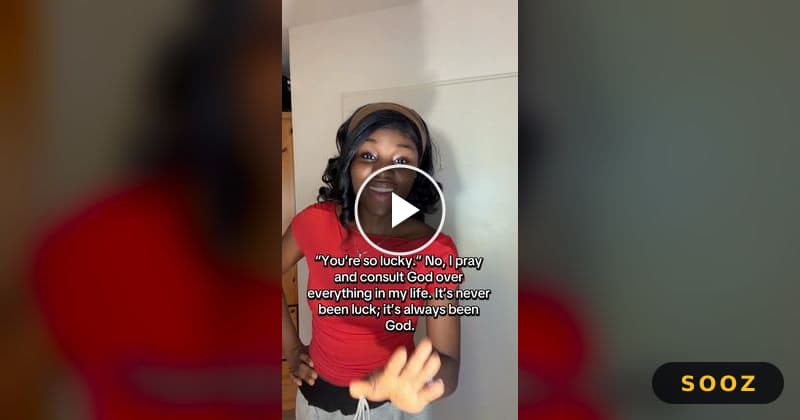 “You’re so lucky.” No, I pray
and consult God over
everything in my life. It’s never
been luck; it’s always been
God.
SOOZ